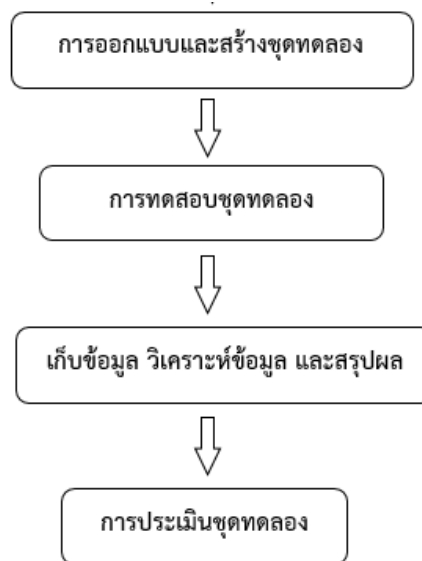 การออกแบบและสร้างชุดทดลอง
การทดสอบชุดทดลอง
เก็บข้อมูล วิเคราะห์ข้อมูล และสรุปผล
การประเมินชุดทดลอง